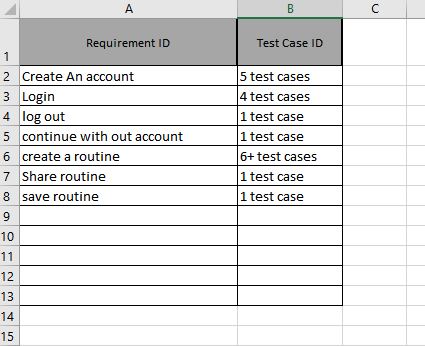 A B C
1 Requirement ID Test Case ID
2 Create An account 5 test cases
3 Login 4 test cases
4 log out 1 test case
5 continue with out account 1 test case
6 create a routine 6+ test cases
7 Share routine 1 test case
8 save routine 1 test case
9
10
11
12
13
14
15